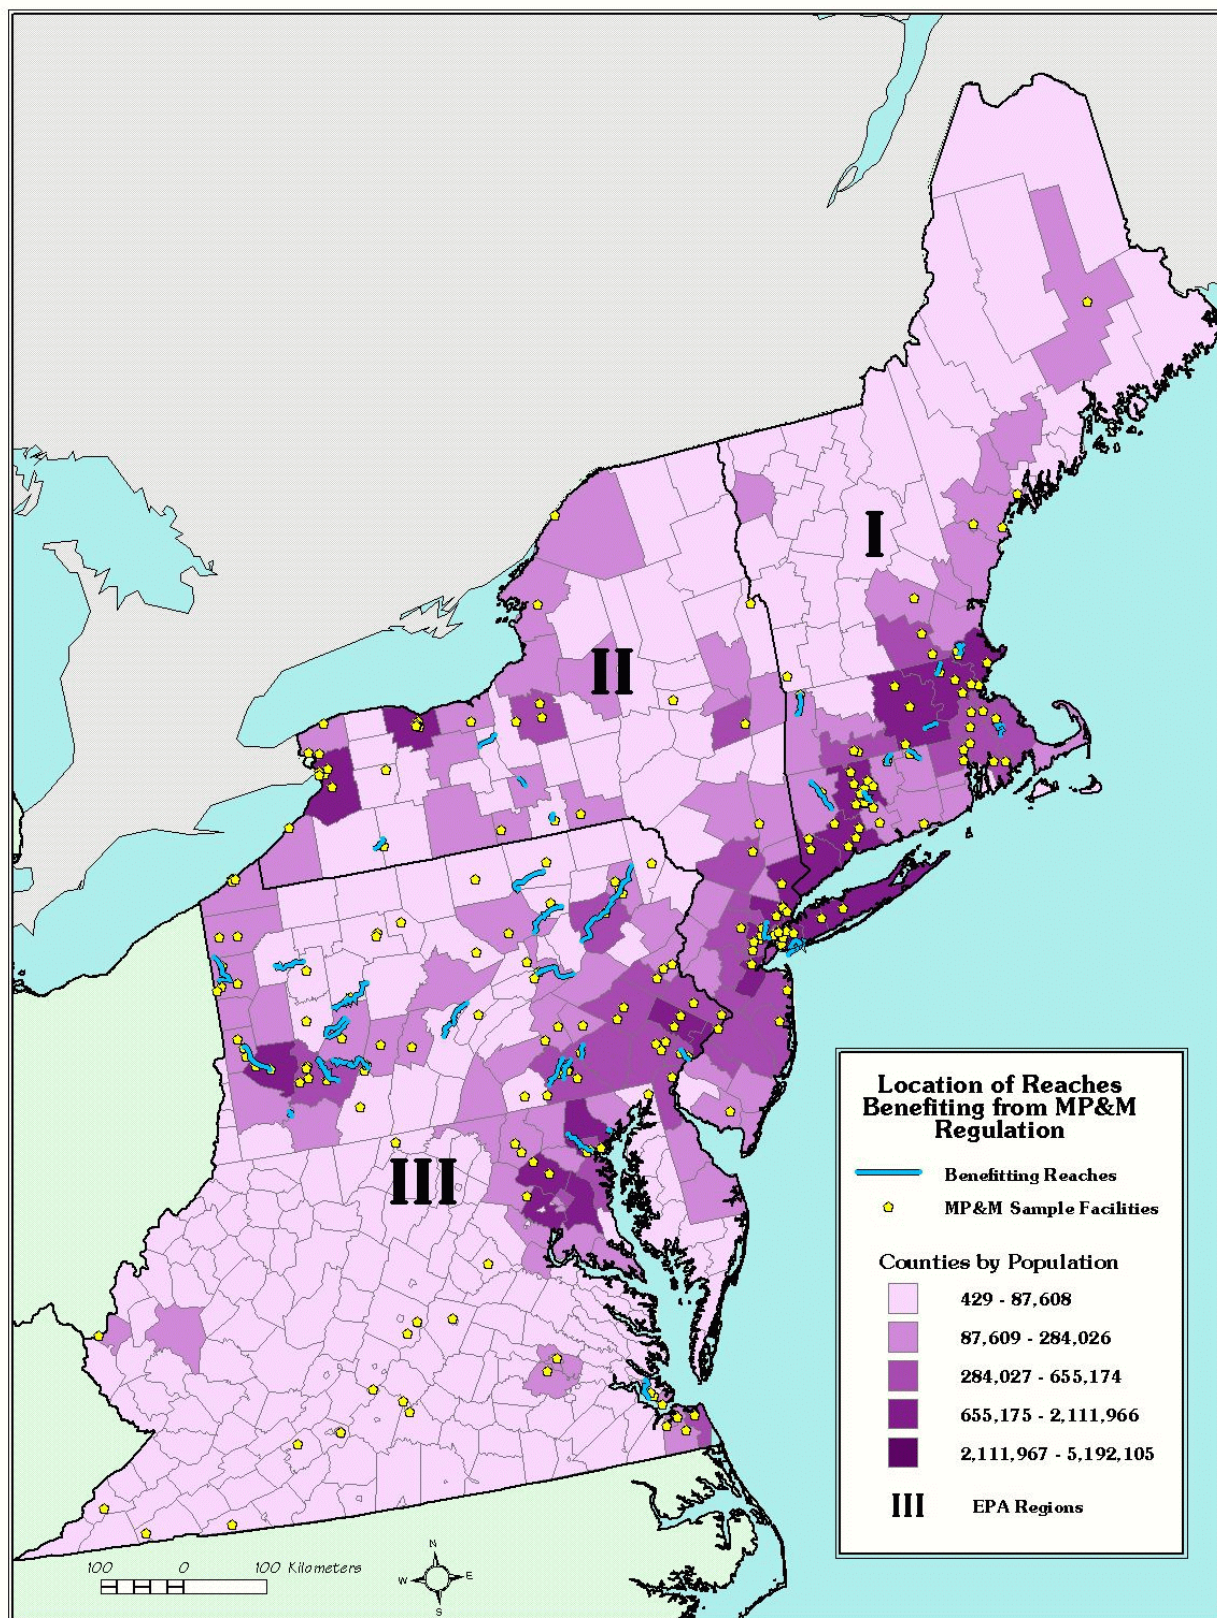 I
II
III
Location of Reaches
Benefiting from MP&M
Regulation
Benefitting Reaches
MP&M Sample Facilities
Counties by Population
429 - 87,608
87,609 - 284,026
284,027 - 655,174
655,175 - 2,111,966
2,111,967 - 5,192,105
III EPA Regions
100 0 100 Kilometers
N
W E
S